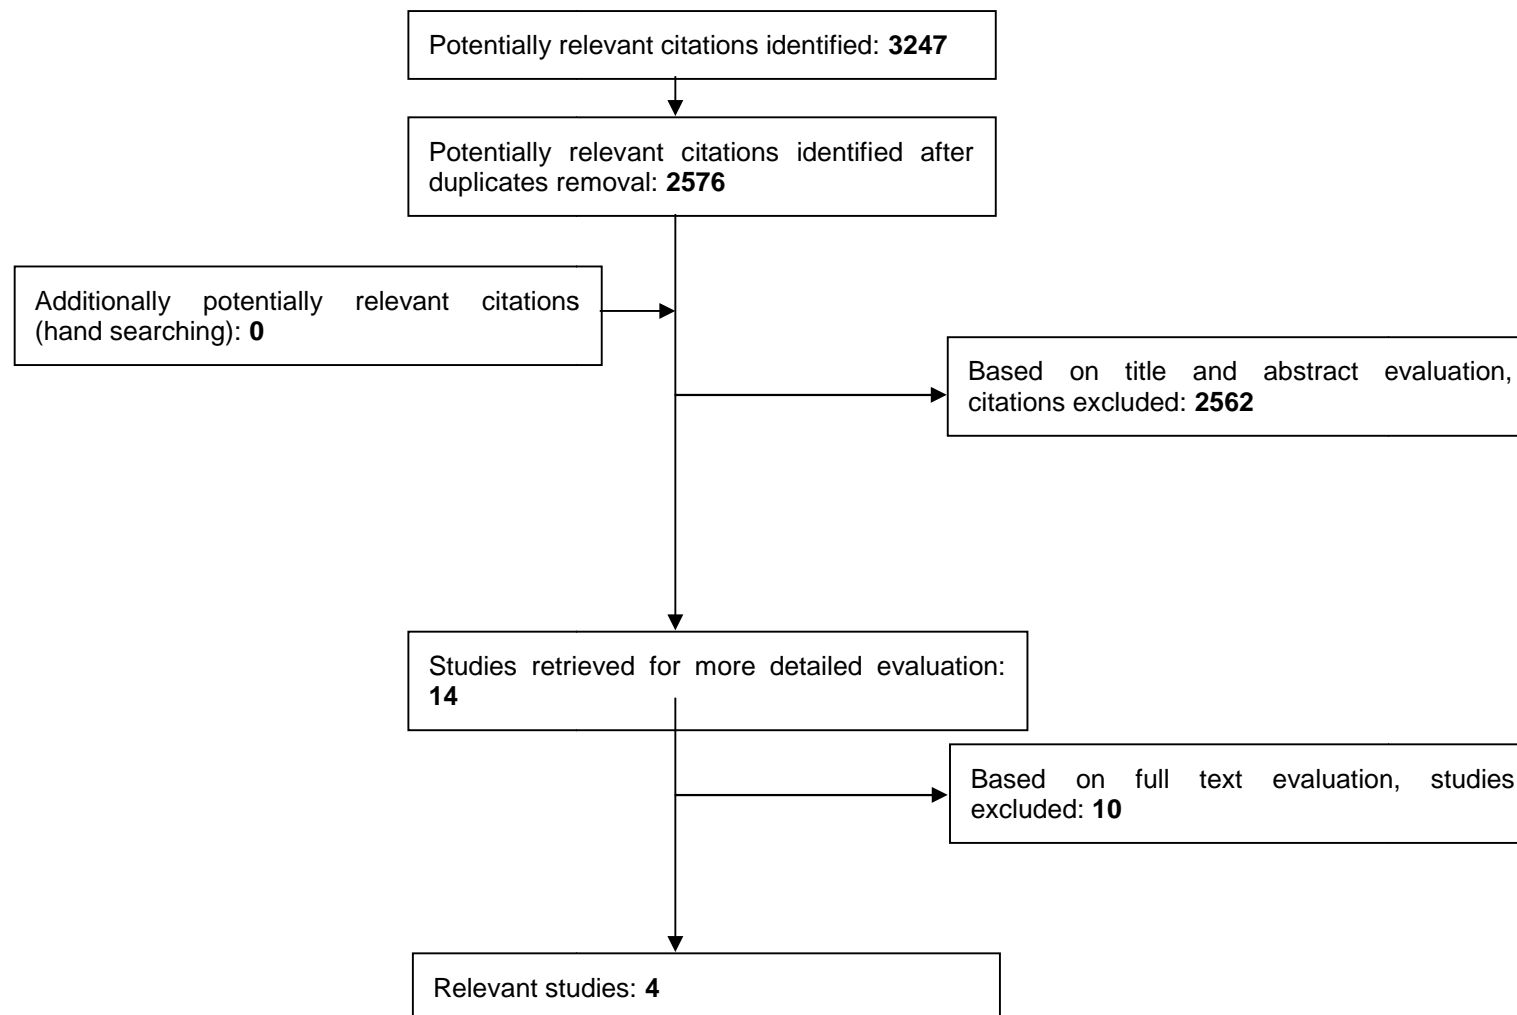 Potentially relevant citations identified: 3247
Potentially relevant citations identified after
duplicates removal: 2576
Additionally potentially relevant citations
(hand searching): 0
Based on title and abstract evaluation,
citations excluded: 2562
Studies retrieved for more detailed evaluation:
14
Based on full text evaluation, studies
excluded: 10
Relevant studies: 4